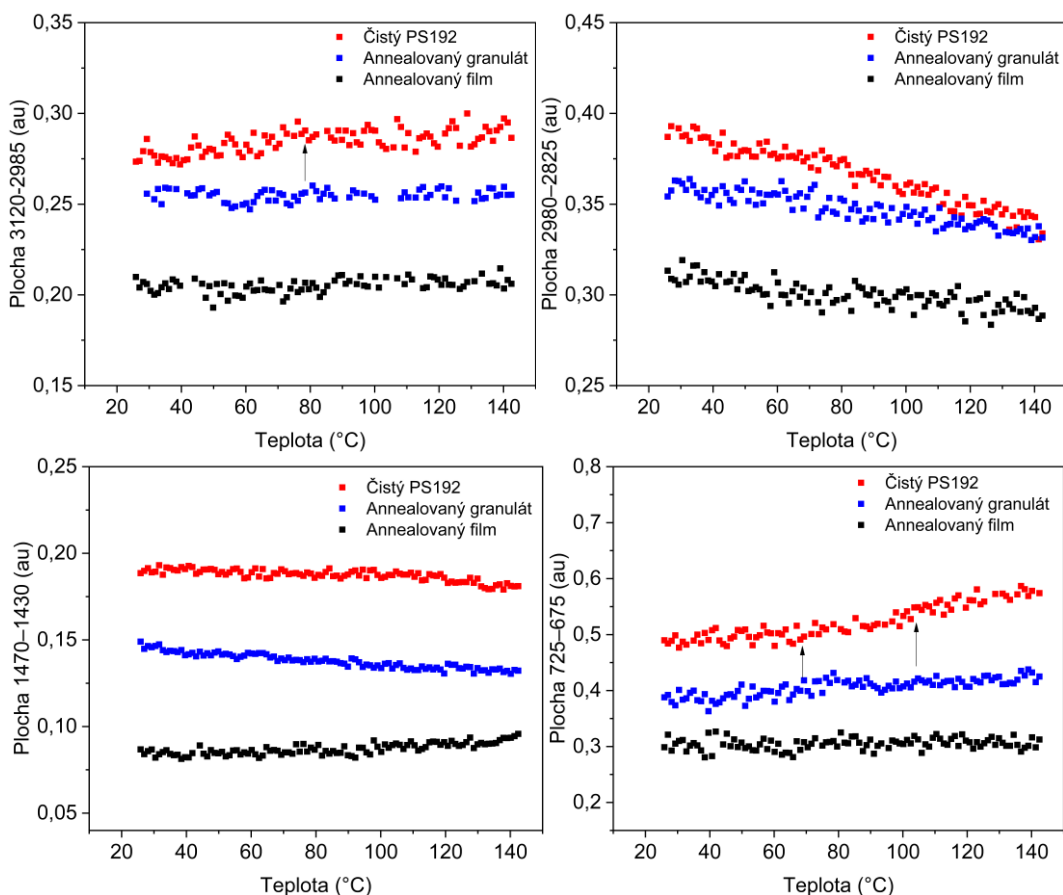 0,35
0,30
0,25
0,20
0,15
Plocha 3120-2985 (au)
Čistý PS192
Annealovaný granulát
Annealovaný film
20 40 60 80 100 120 140
Teplota (°C)
0,45
0,40
0,35
0,30
0,25
Plocha 2980–2825 (au)
Čistý PS192
Annealovaný granulát
Annealovaný film
20 40 60 80 100 120 140
Teplota (°C)
0,25
0,20
0,15
0,10
0,05
Plocha 1470–1430 (au)
Čistý PS192
Annealovaný granulát
Annealovaný film
20 40 60 80 100 120 140
Teplota (°C)
0,8
0,7
0,6
0,5
0,4
0,3
0,2
Plocha 725–675 (au)
Čistý PS192
Annealovaný granulát
Annealovaný film
20 40 60 80 100 120 140
Teplota (°C)